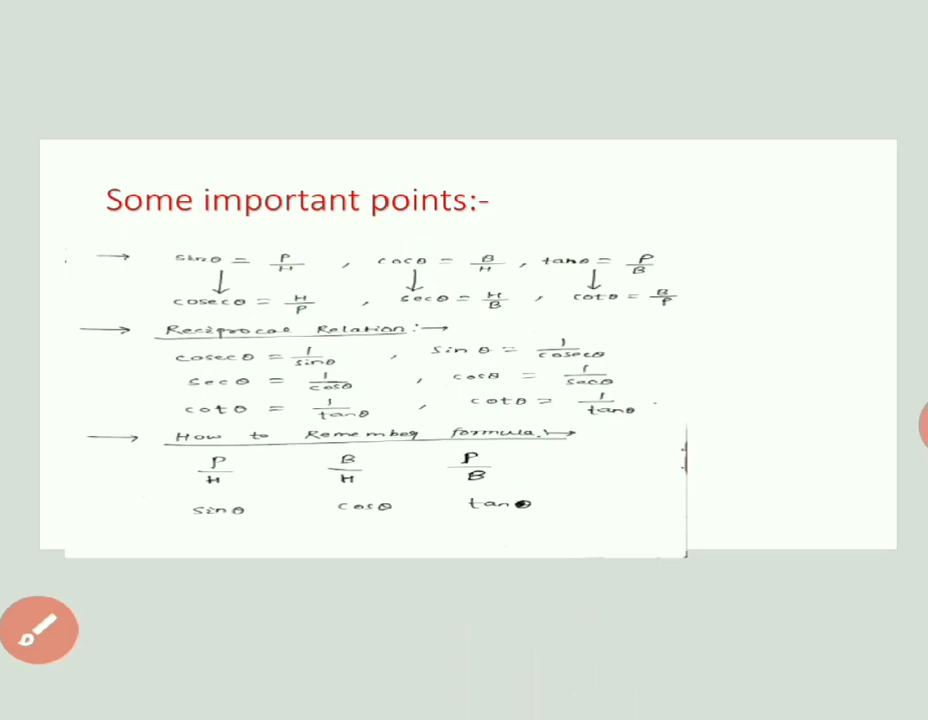 Some important points:-
→ sinθ = P/H , cosθ = B/H , tanθ = P/B
cosecθ = H/P , secθ = H/B , cotθ = B/P
→ Reciprocal Relation:→
cosecθ = 1/sinθ , sinθ = 1/cosecθ
secθ = 1/cosθ , cosθ = 1/secθ
cotθ = 1/tanθ , cotθ = 1/tanθ .
→ How to Remember formula:→
P/H B/H P/B
sinθ cosθ tanθ